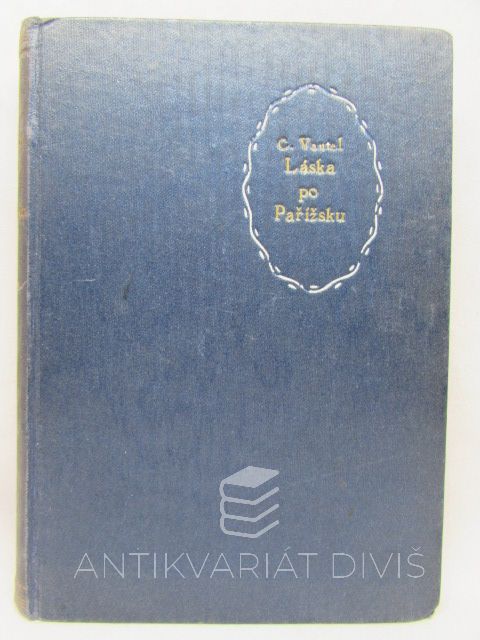 C. Vautel
Láska
po
Pařížsku
ANTIKVARIÁT DIVIŠ